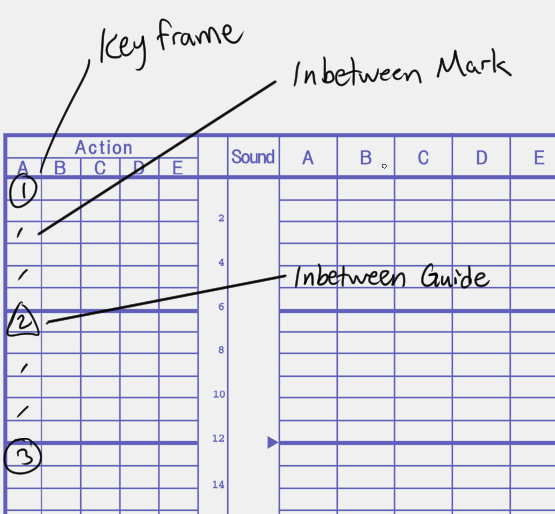 Key frame
Inbetween Mark
Action
Sound
A B C D E
A B C D E
1
2
4
Inbetween Guide
6
2
8
10
12
3
14